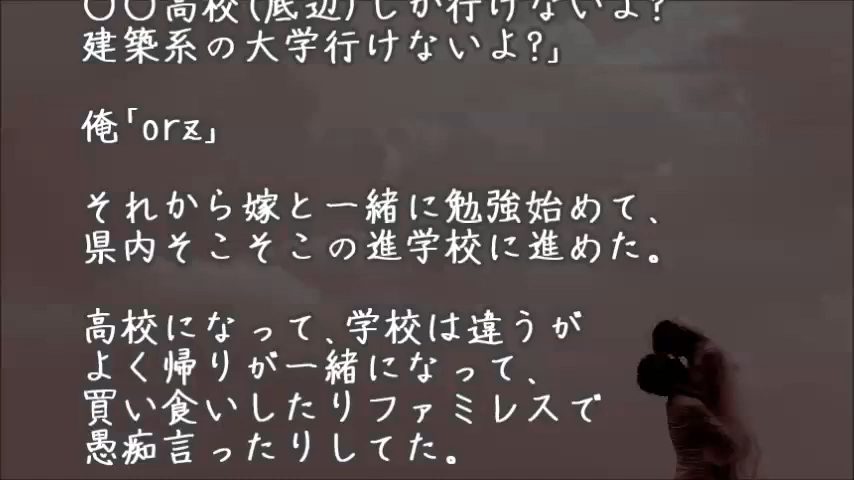 〇〇高校(底辺)しか行けないよ?
建築系の大学行けないよ?」
俺「orz」
それから嫁と一緒に勉強始めて、
県内そこそこの進学校に進めた。
高校になって、学校は違うが
よく帰りが一緒になって、
買い食いしたりファミレスで
愚痴言ったりしてた。